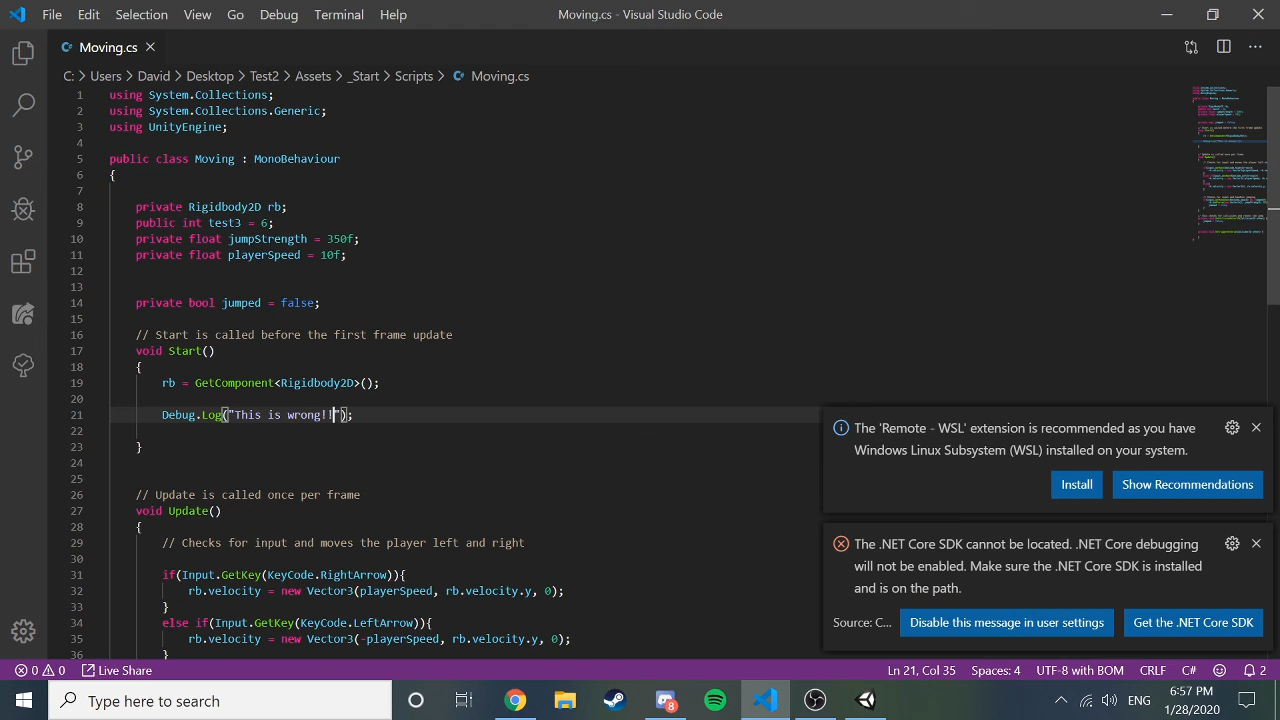 File Edit Selection View Go Debug Terminal Help Moving.cs - Visual Studio Code
Moving.cs
C: > Users > David > Desktop > Test2 > Assets > _Start > Scripts > Moving.cs
1 using System.Collections;
2 using System.Collections.Generic;
3 using UnityEngine;
4
5 public class Moving : MonoBehaviour
6 {
7
8 private Rigidbody2D rb;
9 public int test3 = 6;
10 private float jumpStrength = 350f;
11 private float playerSpeed = 10f;
12
13
14 private bool jumped = false;
15
16 // Start is called before the first frame update
17 void Start()
18 {
19 rb = GetComponent<Rigidbody2D>();
20
21 Debug.Log("This is wrong!!");
22
23 }
24
25
26 // Update is called once per frame
27 void Update()
28 {
29 // Checks for input and moves the player left and right
30
31 if(Input.GetKey(KeyCode.RightArrow)){
32 rb.velocity = new Vector3(playerSpeed, rb.velocity.y, 0);
33 }
34 else if(Input.GetKey(KeyCode.LeftArrow)){
35 rb.velocity = new Vector3(-playerSpeed, rb.velocity.y, 0);
36 }
The 'Remote - WSL' extension is recommended as you have
Windows Linux Subsystem (WSL) installed on your system.
Install Show Recommendations
The .NET Core SDK cannot be located. .NET Core debugging
will not be enabled. Make sure the .NET Core SDK is installed
and is on the path.
Source: C... Disable this message in user settings Get the .NET Core SDK
0 0 Live Share Ln 21, Col 35 Spaces: 4 UTF-8 with BOM CRLF C# 2
Type here to search 8 ENG 6:57 PM
1/28/2020